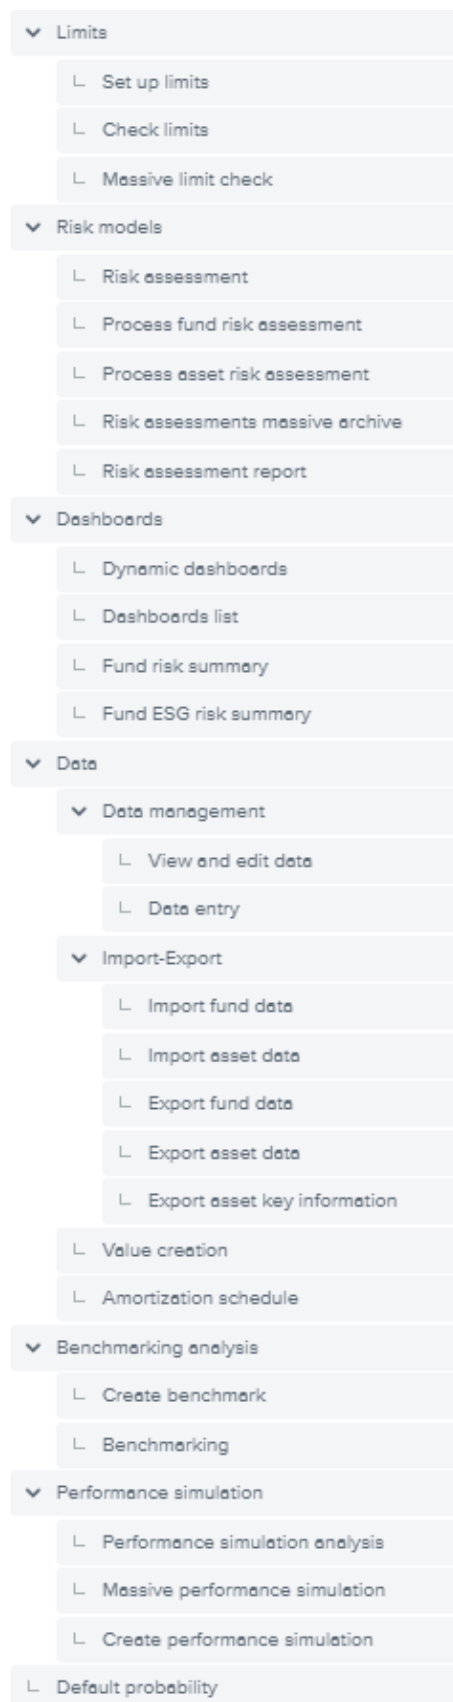 Limits
Set up limits
Check limits
Massive limit check
Risk models
Risk assessment
Process fund risk assessment
Process asset risk assessment
Risk assessments massive archive
Risk assessment report
Dashboards
Dynamic dashboards
Dashboards list
Fund risk summary
Fund ESG risk summary
Data
Data management
View and edit data
Data entry
Import-Export
Import fund data
Import asset data
Export fund data
Export asset data
Export asset key information
Value creation
Amortization schedule
Benchmarking analysis
Create benchmark
Benchmarking
Performance simulation
Performance simulation analysis
Massive performance simulation
Create performance simulation
Default probability